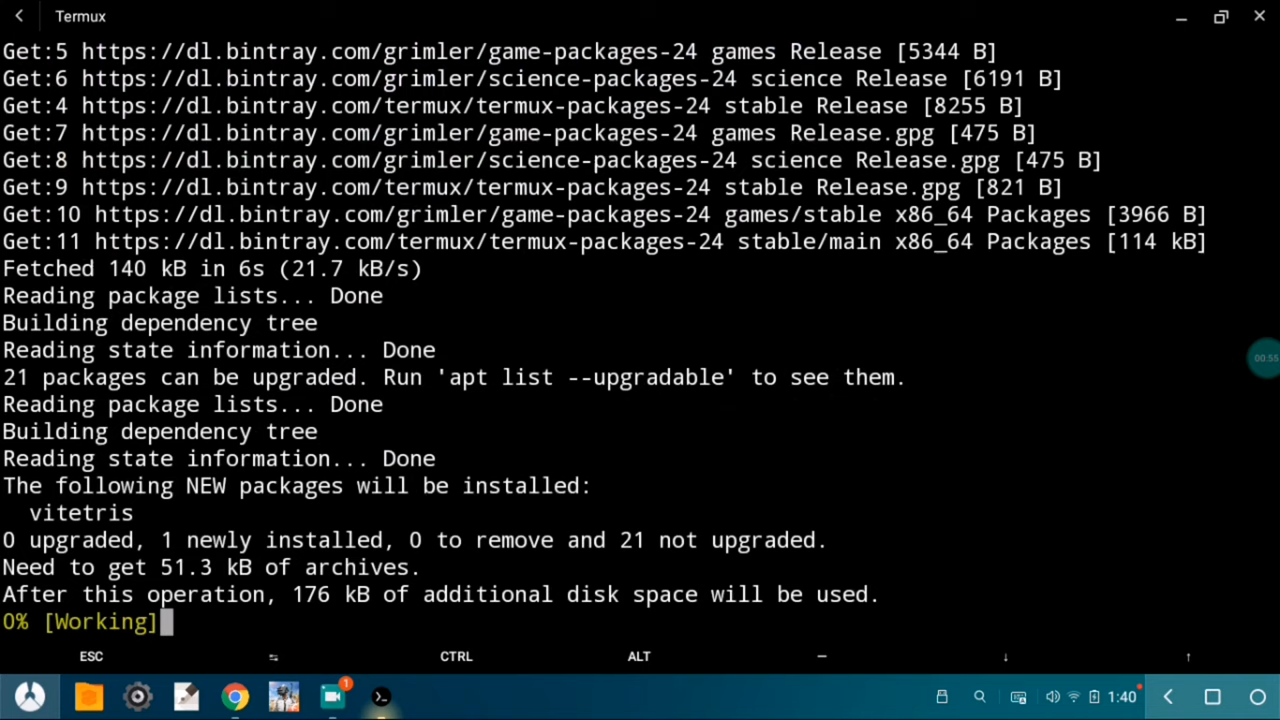 Termux
Get:5 https://dl.bintray.com/grimler/game-packages-24 games Release [5344 B]
Get:6 https://dl.bintray.com/grimler/science-packages-24 science Release [6191 B]
Get:4 https://dl.bintray.com/termux/termux-packages-24 stable Release [8255 B]
Get:7 https://dl.bintray.com/grimler/game-packages-24 games Release.gpg [475 B]
Get:8 https://dl.bintray.com/grimler/science-packages-24 science Release.gpg [475 B]
Get:9 https://dl.bintray.com/termux/termux-packages-24 stable Release.gpg [821 B]
Get:10 https://dl.bintray.com/grimler/game-packages-24 games/stable x86_64 Packages [3966 B]
Get:11 https://dl.bintray.com/termux/termux-packages-24 stable/main x86_64 Packages [114 kB]
Fetched 140 kB in 6s (21.7 kB/s)
Reading package lists... Done
Building dependency tree
Reading state information... Done
00:55
21 packages can be upgraded. Run 'apt list --upgradable' to see them.
Reading package lists... Done
Building dependency tree
Reading state information... Done
The following NEW packages will be installed:
vitetris
0 upgraded, 1 newly installed, 0 to remove and 21 not upgraded.
Need to get 51.3 kB of archives.
After this operation, 176 kB of additional disk space will be used.
0% [Working]
ESC CTRL ALT – ↓ ↑
1
1:40